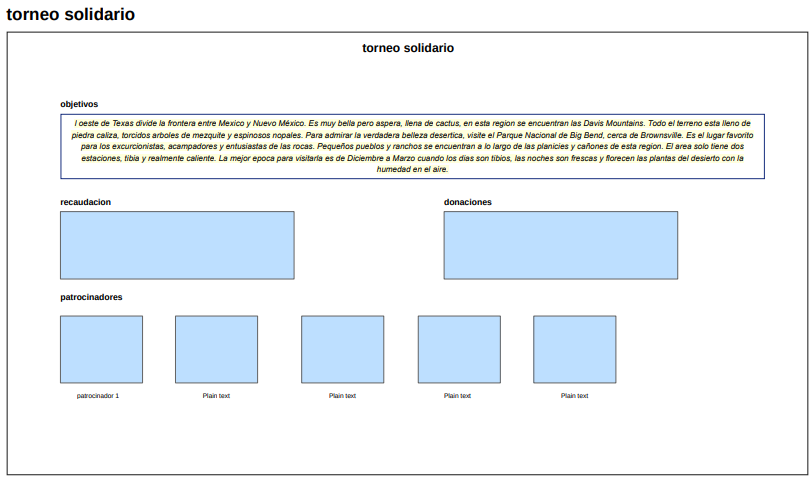 torneo solidario
torneo solidario
objetivos
l oeste de Texas divide la frontera entre Mexico y Nuevo México. Es muy bella pero aspera, llena de cactus, en esta region se encuentran las Davis Mountains. Todo el terreno esta lleno de
piedra caliza, torcidos arboles de mezquite y espinosos nopales. Para admirar la verdadera belleza desertica, visite el Parque Nacional de Big Bend, cerca de Brownsville. Es el lugar favorito
para los excurcionistas, acampadores y entusiastas de las rocas. Pequeños pueblos y ranchos se encuentran a lo largo de las planicies y cañones de esta region. El area solo tiene dos
estaciones, tibia y realmente caliente. La mejor epoca para visitarla es de Diciembre a Marzo cuando los dias son tibios, las noches son frescas y florecen las plantas del desierto con la
humedad en el aire.
recaudacion
donaciones
patrocinadores
patrocinador 1
Plain text
Plain text
Plain text
Plain text